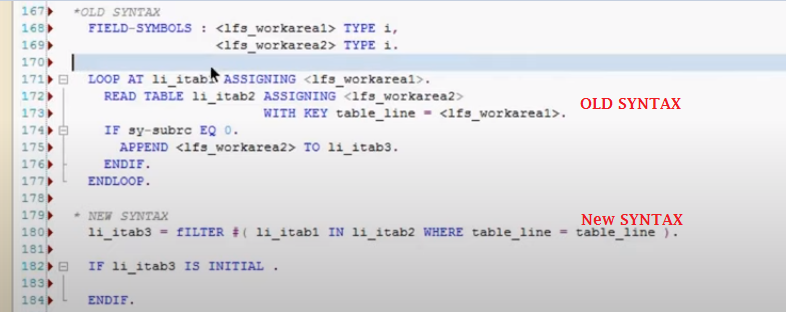 167 *OLD SYNTAX
168 FIELD-SYMBOLS : <lfs_workarea1> TYPE i,
169 <lfs_workarea2> TYPE i.
170
171 LOOP AT li_itab1 ASSIGNING <lfs_workarea1>.
172 READ TABLE li_itab2 ASSIGNING <lfs_workarea2>
OLD SYNTAX
173 WITH KEY table_line = <lfs_workarea1>.
174 IF sy-subrc EQ 0.
175 APPEND <lfs_workarea2> TO li_itab3.
176 ENDIF.
177 ENDLOOP.
178
179 * NEW SYNTAX
New SYNTAX
180 li_itab3 = fILTER #( li_itab1 IN li_itab2 WHERE table_line = table_line ).
181
182 IF li_itab3 IS INITIAL .
183
184 ENDIF.